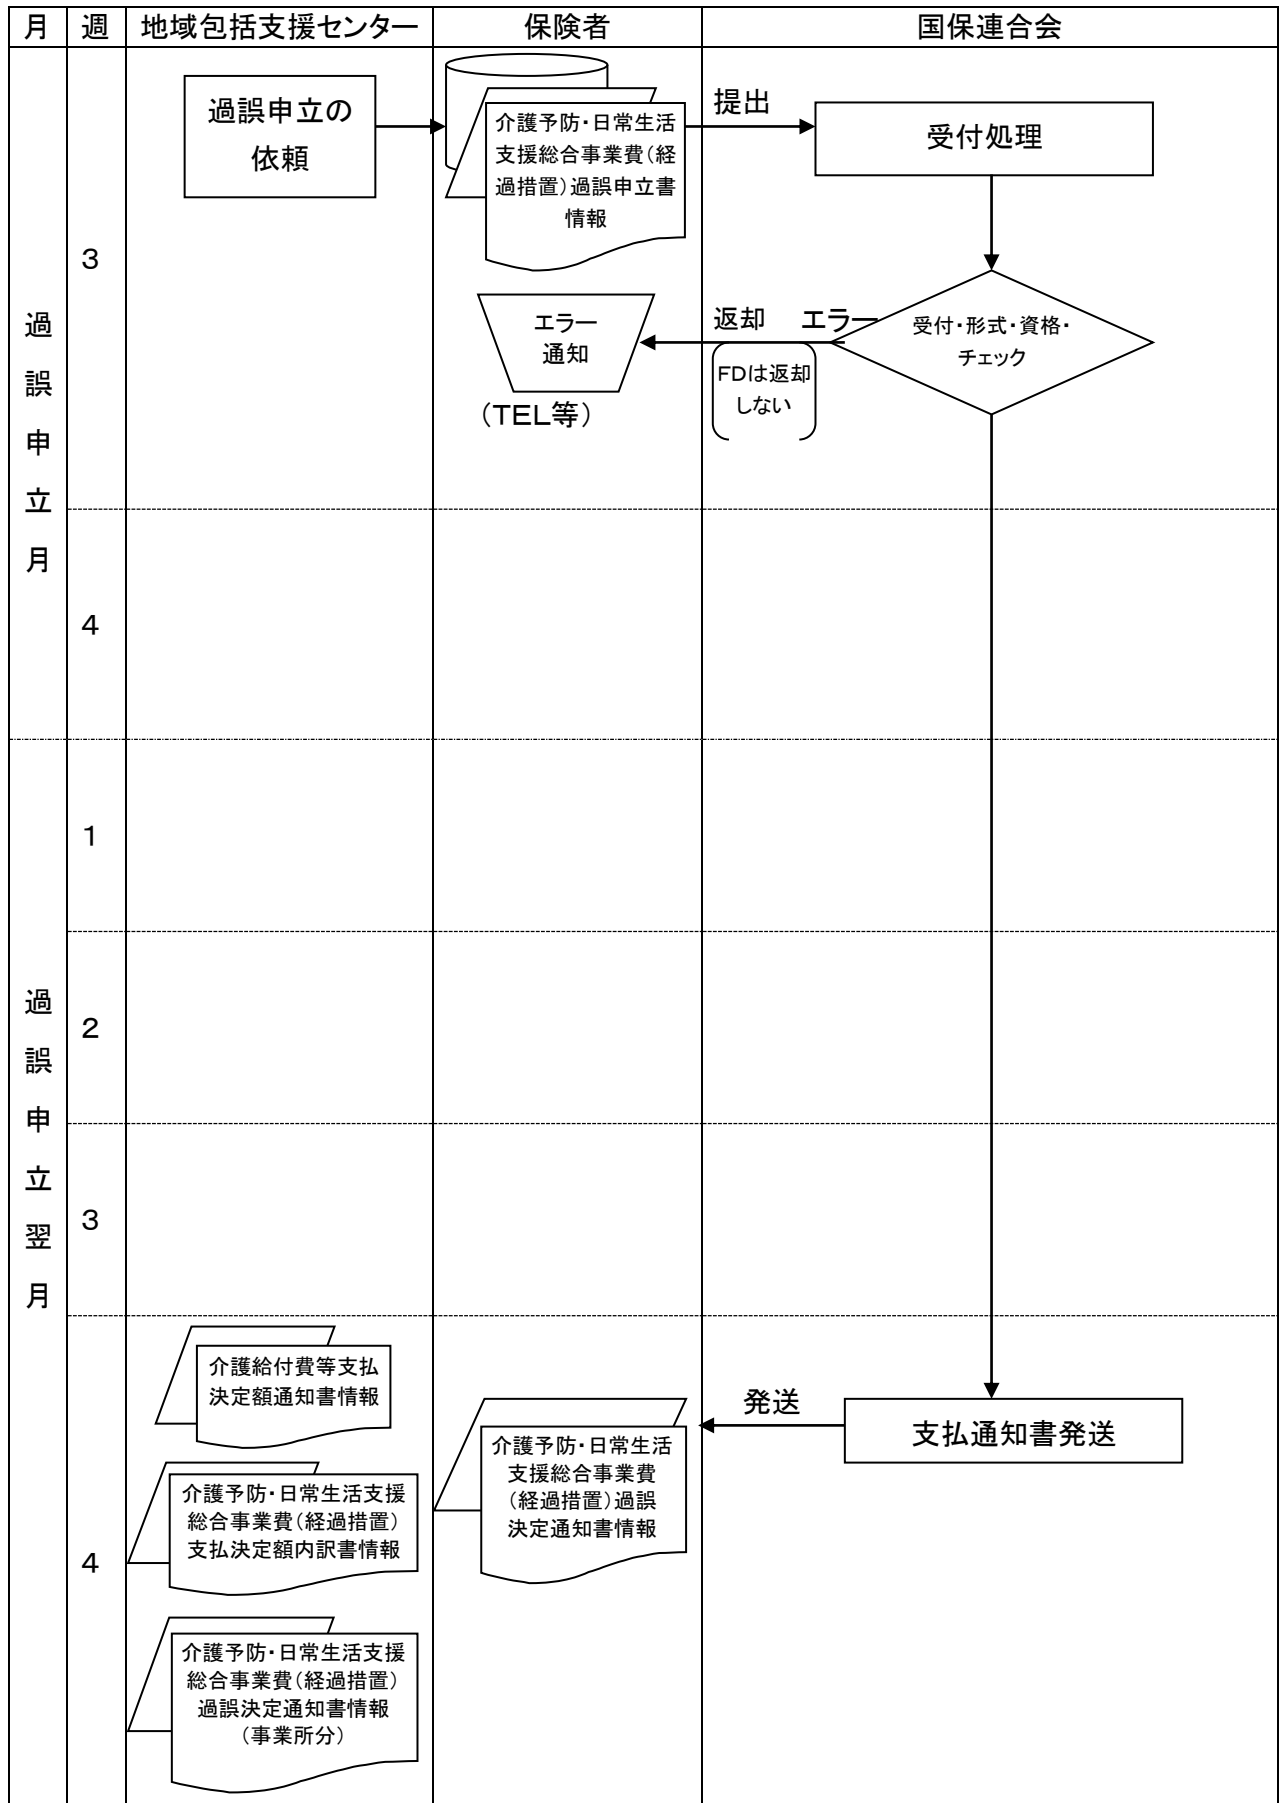 月 週 地域包括支援センター 保険者 国保連合会
過誤申立月
3
過誤申立の
依頼
介護予防・日常生活
支援総合事業費（経
過措置）過誤申立書
情報
提出
受付処理
受付・形式・資格・
チェック
エラー
返却
FDは返却
しない
エラー
通知
（TEL等）
4
過誤申立翌月
1
2
3
4
介護給付費等支払
決定額通知書情報
介護予防・日常生活支援
総合事業費（経過措置）
支払決定額内訳書情報
介護予防・日常生活支援
総合事業費（経過措置）
過誤決定通知書情報
（事業所分）
介護予防・日常生活
支援総合事業費
（経過措置）過誤
決定通知書情報
発送
支払通知書発送